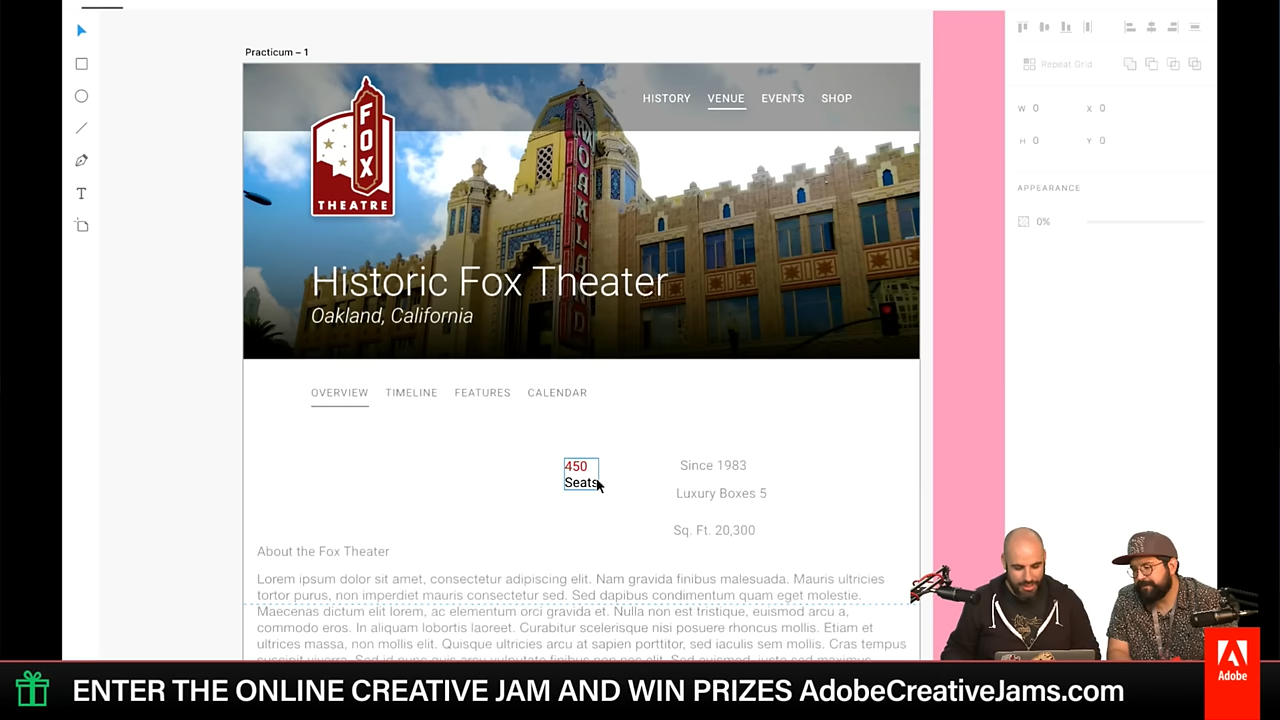 Practicum – 1
HISTORY VENUE EVENTS SHOP
FOX
THEATRE
OAKLAND
Historic Fox Theater
Oakland, California
OVERVIEW TIMELINE FEATURES CALENDAR
450
Seats
Since 1983
Luxury Boxes 5
Sq. Ft. 20,300
About the Fox Theater
Lorem ipsum dolor sit amet, consectetur adipiscing elit. Nam gravida finibus malesuada. Mauris ultricies
tortor purus, non imperdiet mauris consectetur sed. Sed dapibus condimentum quam eget molestie.
Maecenas dictum elit lorem, ac elementum orci gravida et. Nulla non est tristique, euismod arcu a,
commodo eros. In aliquam lobortis laoreet. Curabitur scelerisque nisi posuere rhoncus mollis. Etiam et
ultrices massa, non mollis elit. Quisque ultricies arcu at sapien porttitor, sed iaculis sem mollis. Cras tempus
Repeat Grid
W 0 X 0
H 0 Y 0
APPEARANCE
0%
T
ENTER THE ONLINE CREATIVE JAM AND WIN PRIZES AdobeCreativeJams.com
Adobe